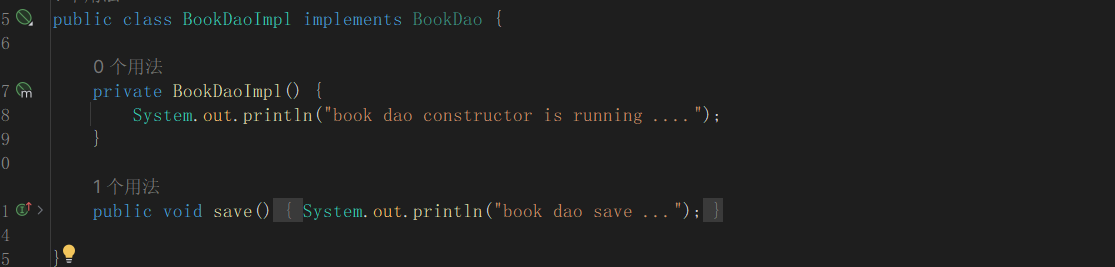 5 public class BookDaoImpl implements BookDao {
6
0 个用法
7 private BookDaoImpl() {
8 System.out.println("book dao constructor is running ....");
9 }
0
1 个用法
1 public void save() { System.out.println("book dao save ..."); }
4
5 }